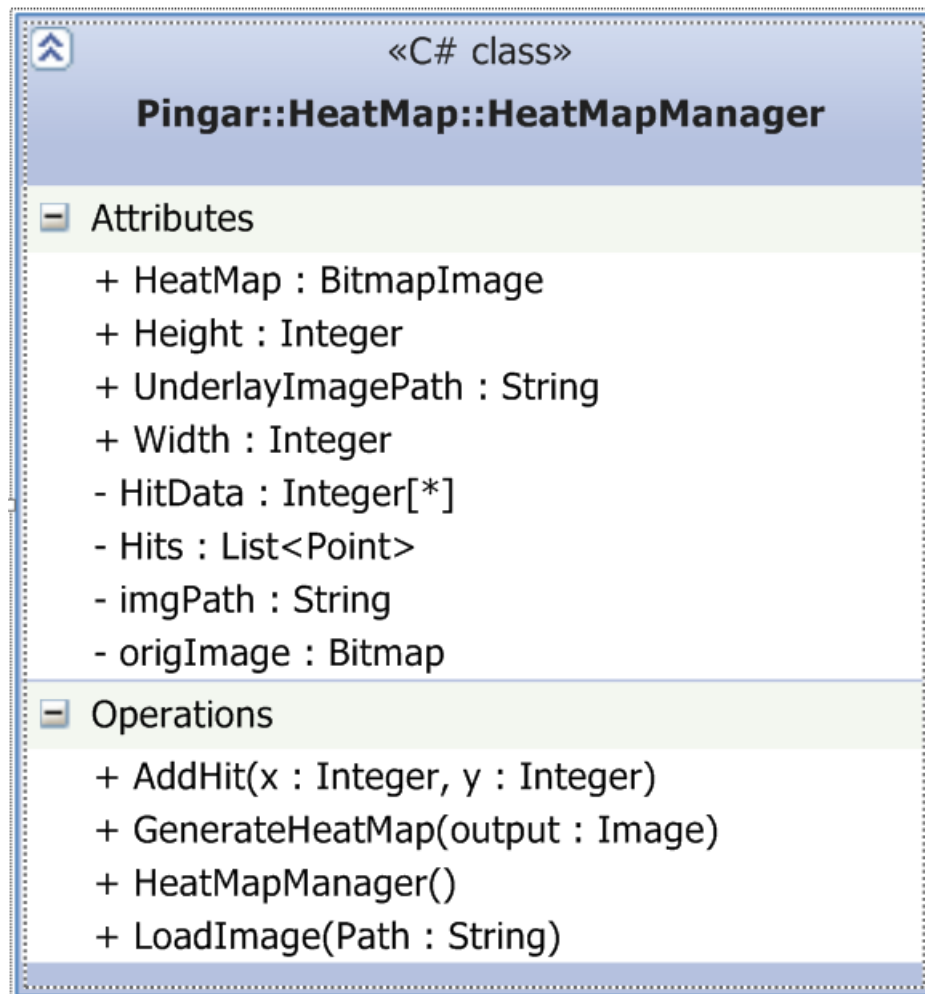 «C# class»
Pingar::HeatMap::HeatMapManager
Attributes
+ HeatMap : BitmapImage
+ Height : Integer
+ UnderlayImagePath : String
+ Width : Integer
- HitData : Integer[*]
- Hits : List<Point>
- imgPath : String
- origImage : Bitmap
Operations
+ AddHit(x : Integer, y : Integer)
+ GenerateHeatMap(output : Image)
+ HeatMapManager()
+ LoadImage(Path : String)